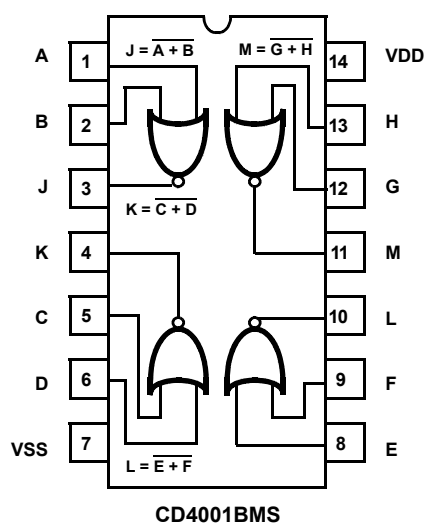 J = A + B
M = G + H
A 1
14 VDD
B 2
13 H
J 3
12 G
K = C + D
K 4
11 M
C 5
10 L
D 6
9 F
VSS 7
8 E
L = E + F
CD4001BMS